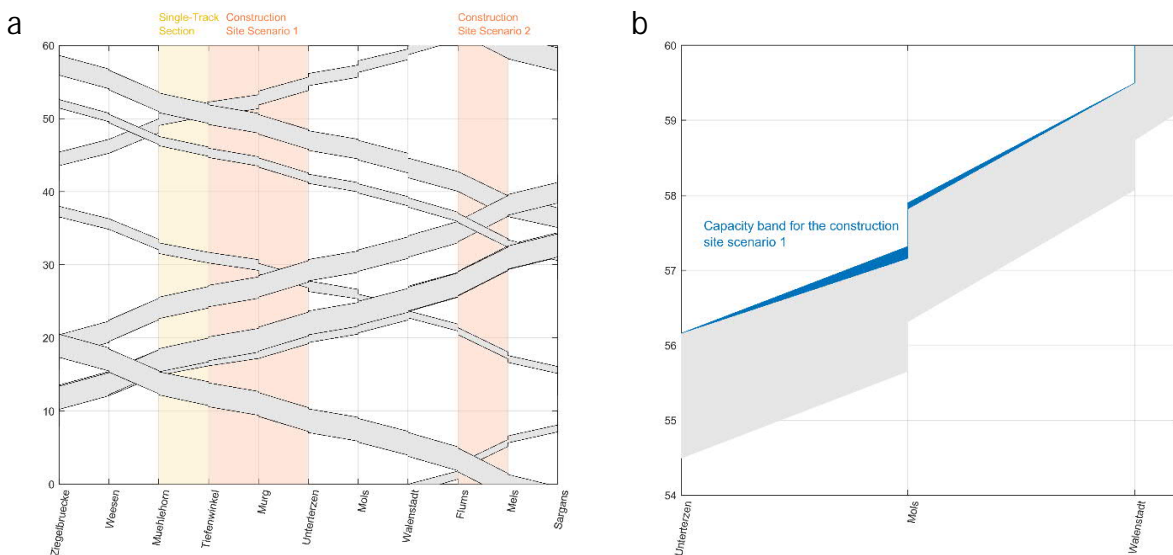 a
Single-Track
Section
Construction
Site Scenario 1
Construction
Site Scenario 2
60
50
40
30
20
10
0
Ziegelbruecke
Weesen
Muehlehorn
Tiefenwinkel
Murg
Unterterzen
Mols
Walenstadt
Flums
Mels
Sargans
b
60
59
58
57
56
55
54
Capacity band for the construction
site scenario 1
Unterterzen
Mols
Walenstadt